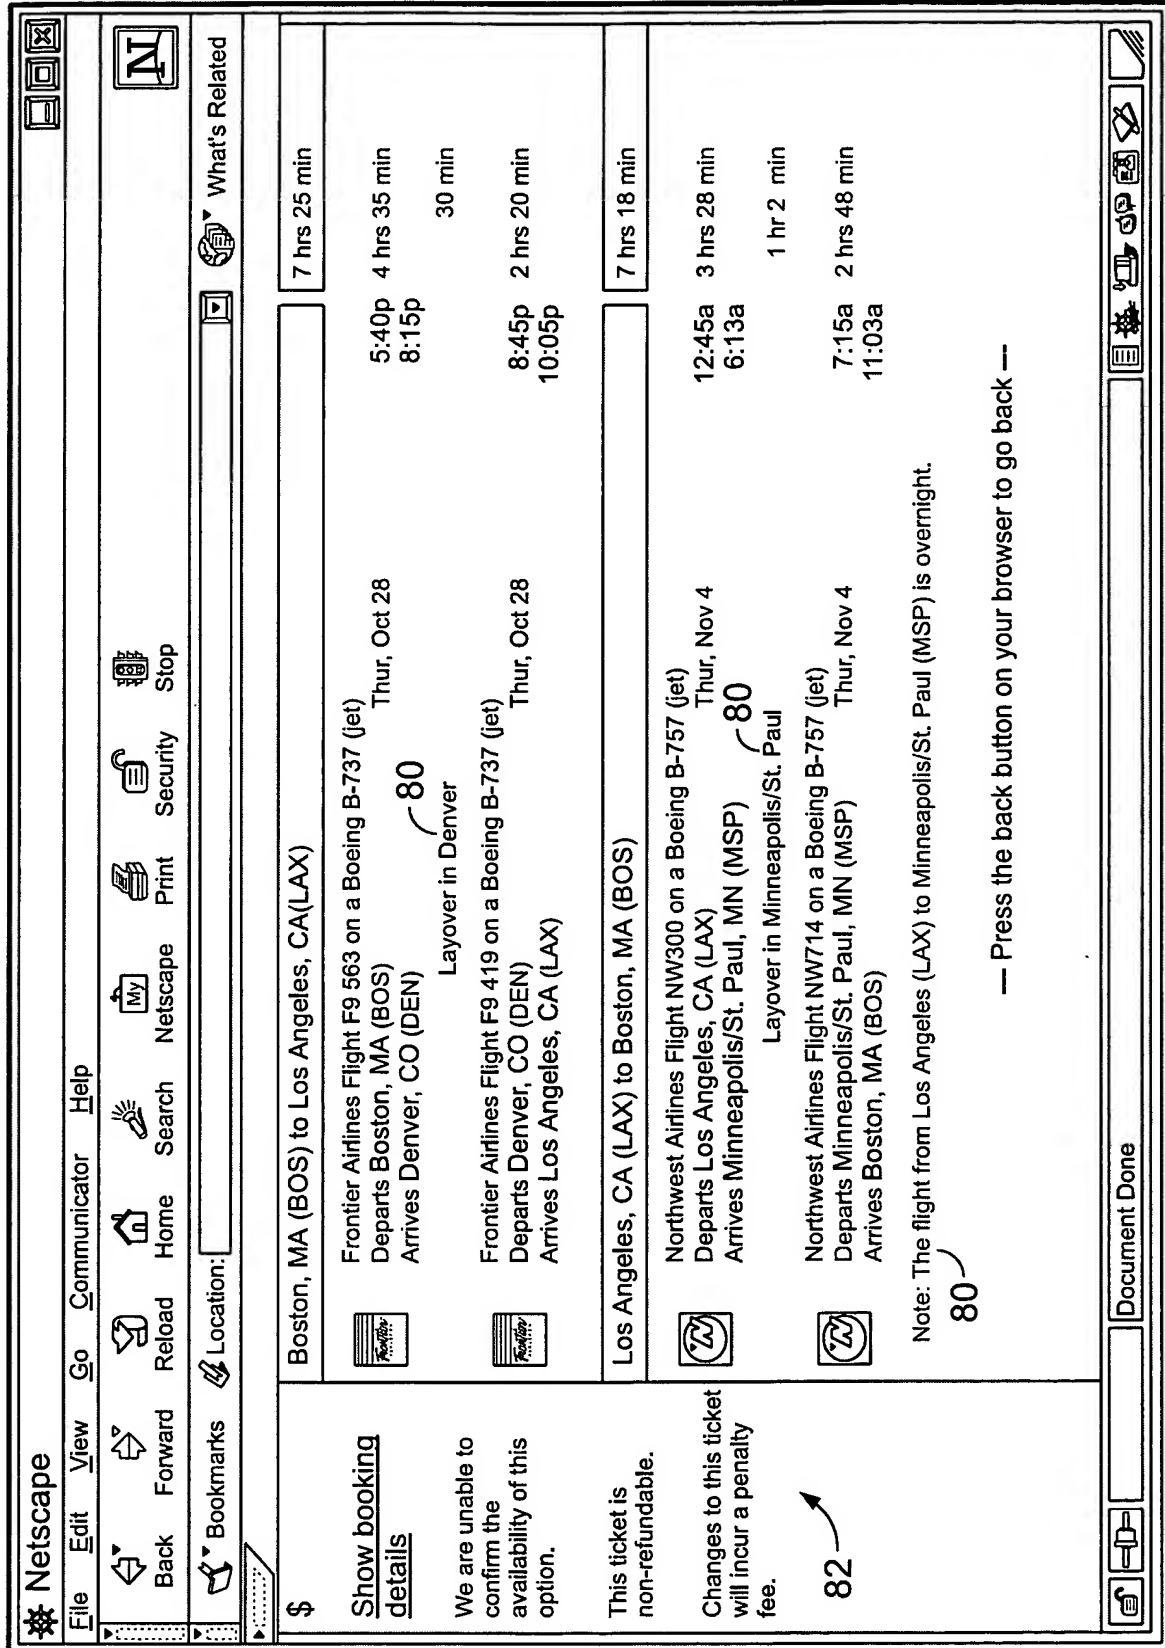 Netscape
File Edit View Go Communicator Help
Back Forward Reload Home Search Netscape Print Security Stop
My
N
Bookmarks Location: What's Related
$
Show booking
details
We are unable to
confirm the
availability of this
option.
This ticket is
non-refundable.
Changes to this ticket
will incur a penalty
fee.
82
Boston, MA (BOS) to Los Angeles, CA(LAX) 7 hrs 25 min
Frontier
Frontier Airlines Flight F9 563 on a Boeing B-737 (jet)
Departs Boston, MA (BOS) Thur, Oct 28 5:40p 4 hrs 35 min
Arrives Denver, CO (DEN) 8:15p
80
Layover in Denver 30 min
Frontier
Frontier Airlines Flight F9 419 on a Boeing B-737 (jet)
Departs Denver, CO (DEN) Thur, Oct 28 8:45p 2 hrs 20 min
Arrives Los Angeles, CA (LAX) 10:05p
Los Angeles, CA (LAX) to Boston, MA (BOS) 7 hrs 18 min
Northwest Airlines Flight NW300 on a Boeing B-757 (jet)
Departs Los Angeles, CA (LAX) Thur, Nov 4 12:45a 3 hrs 28 min
Arrives Minneapolis/St. Paul, MN (MSP) 6:13a
80
Layover in Minneapolis/St. Paul 1 hr 2 min
Northwest Airlines Flight NW714 on a Boeing B-757 (jet)
Departs Minneapolis/St. Paul, MN (MSP) Thur, Nov 4 7:15a 2 hrs 48 min
Arrives Boston, MA (BOS) 11:03a
Note: The flight from Los Angeles (LAX) to Minneapolis/St. Paul (MSP) is overnight.
80
— Press the back button on your browser to go back —
Document Done